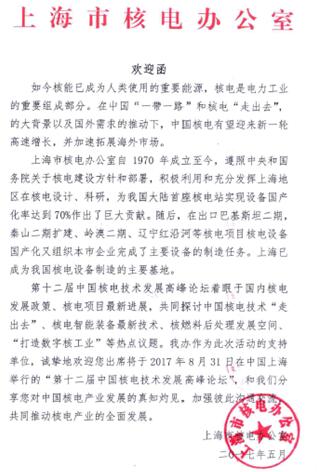 上海市核电办公室
欢迎函
如今核能已成为人类使用的重要能源，核电是电力工业
的重要组成部分。在中国“一带一路”和核电“走出去”，
的大背景以及国外需求的推动下，中国核电有望迎来新一轮
高速增长，并加速拓展海外市场。
上海市核电办公室自 1970 年成立至今，遵照中央和国
务院关于核电建设方针和部署，积极利用和充分发挥上海地
区在核电设计、科研，为我国大陆首座核电站实现设备国产
化率达到 70%作出了巨大贡献。随后，在出口巴基斯坦二期，
秦山二期扩建、岭澳二期、辽宁红沿河等核电项目核电设备
国产化又组织本市企业完成了主要设备的制造任务。上海已
成为我国核电设备制造的主要基地。
第十二届中国核电技术发展高峰论坛着眼于国内核电
发展政策、核电项目最新进展，共同探讨中国核电技术“走
出去”、核电智能装备最新技术、核燃料后处理发展空间、
“打造数字核工业”等热点议题。我办作为此次活动的支持
单位，诚挚地欢迎您出席将于 2017 年 8 月 31 日在中国上海
举行的“第十二届中国核电技术发展高峰论坛”，和我们分
享您对中国核电产业发展的真知灼见，加强彼此沟通交流，
共同推动核电产业的全面发展。
上海市核电办公室
二〇一七年五月
上海市核电办公室